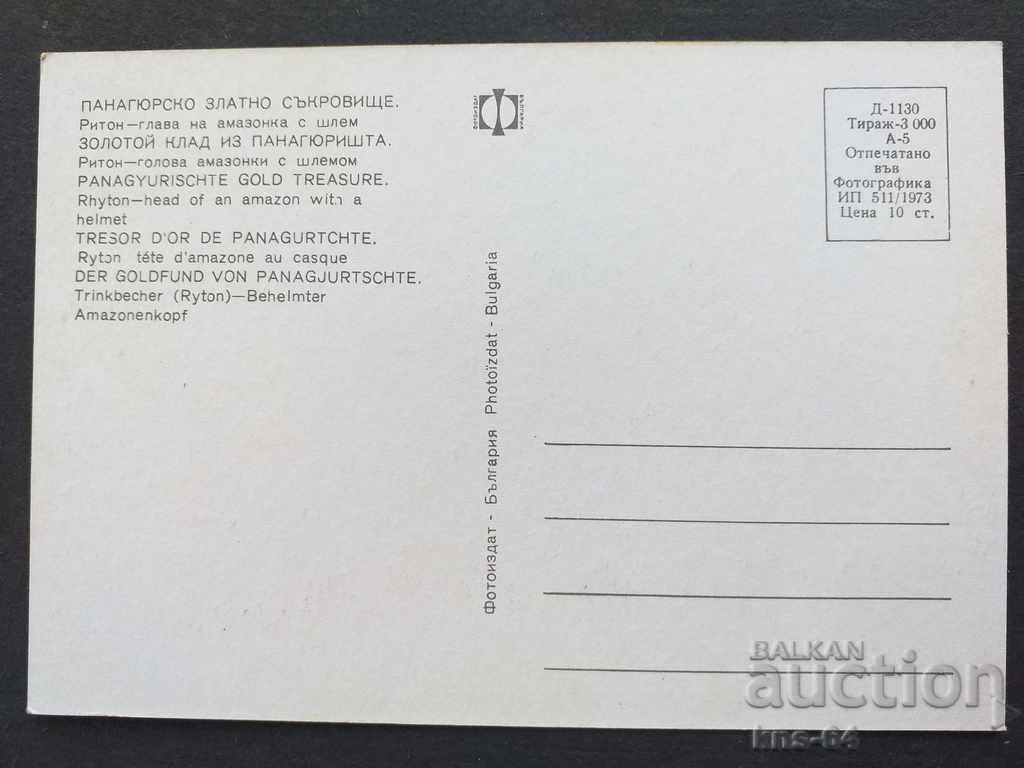 ПАНАГЮРСКО ЗЛАТНО СЪКРОВИЩЕ.
Ритон—глава на амазонка с шлем
ЗОЛОТОЙ КЛАД ИЗ ПАНАГЮРИШТА.
Ритон—голова амазонки с шлемом
PANAGYURISCHTE GOLD TREASURE.
Rhyton—head of an amazon with a
helmet
TRESOR D'OR DE PANAGURTCHTE.
Ryton téte d'amazone au casque
DER GOLDFUND VON PANAGJURTSCHTE.
Trinkbecher (Ryton)—Behelmter
Amazonenkopf
Фотоиздат - България Photoïzdat - Bulgaria
Д-1130
Тираж-3 000
А-5
Отпечатано
във
Фотографика
ИП 511/1973
Цена 10 ст.
BALKAN
auction
kns-64